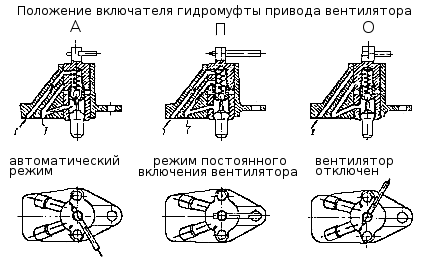 Положение включателя гидромуфты привода вентилятора
А П О
автоматический режим
режим постоянного включения вентилятора
вентилятор отключен